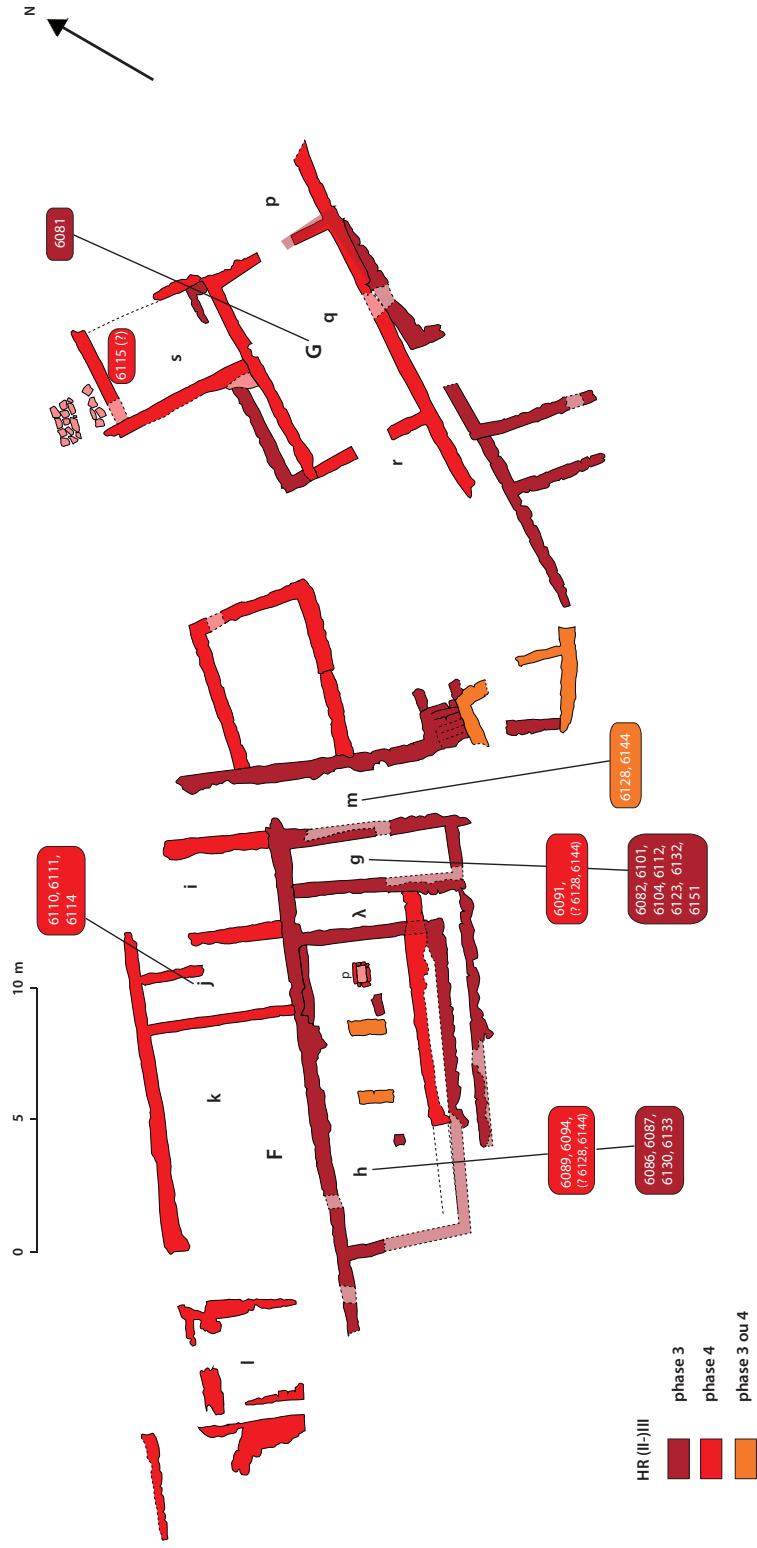 N
6081
6115 (?)
p
s
q
G
r
6110, 6111,
6114
m
6128, 6144
i
g
6091,
(? 6128, 6144)
6082, 6101,
6104, 6112,
6123, 6132,
6151
λ
j
p
10 m
5
0
k
F
h
6089, 6094,
(? 6128, 6144)
6086, 6087,
6130, 6133
l
HR (II-)III
phase 3
phase 4
phase 3 ou 4